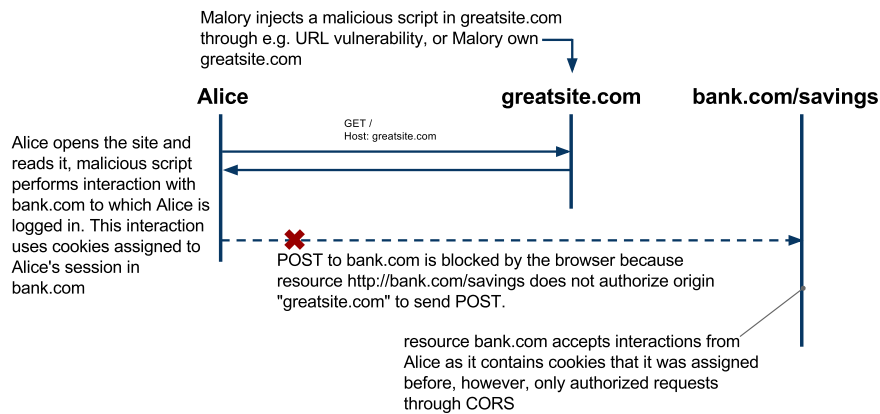 Malory injects a malicious script in greatsite.com
through e.g. URL vulnerability, or Malory own
greatsite.com
Alice
greatsite.com
bank.com/savings
GET /
Host: greatsite.com
Alice opens the site and
reads it, malicious script
performs interaction with
bank.com to which Alice is
logged in. This interaction
uses cookies assigned to
Alice's session in
bank.com
POST to bank.com is blocked by the browser because
resource http://bank.com/savings does not authorize origin
"greatsite.com" to send POST.
resource bank.com accepts interactions from
Alice as it contains cookies that it was assigned
before, however, only authorized requests
through CORS